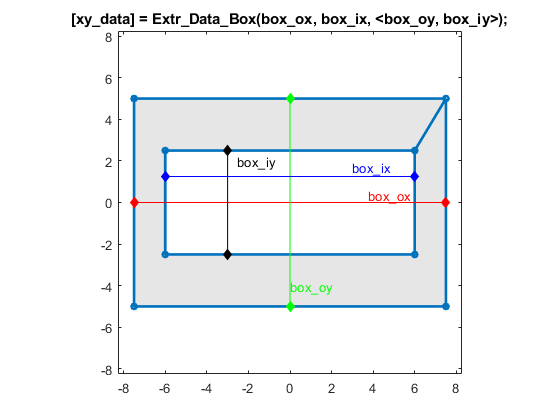 [xy_data] = Extr_Data_Box(box_ox, box_ix, <box_oy, box_iy>);
8
6
4
2
0
-2
-4
-6
-8
box_iy
box_ix
box_ox
box_oy
-8 -6 -4 -2 0 2 4 6 8